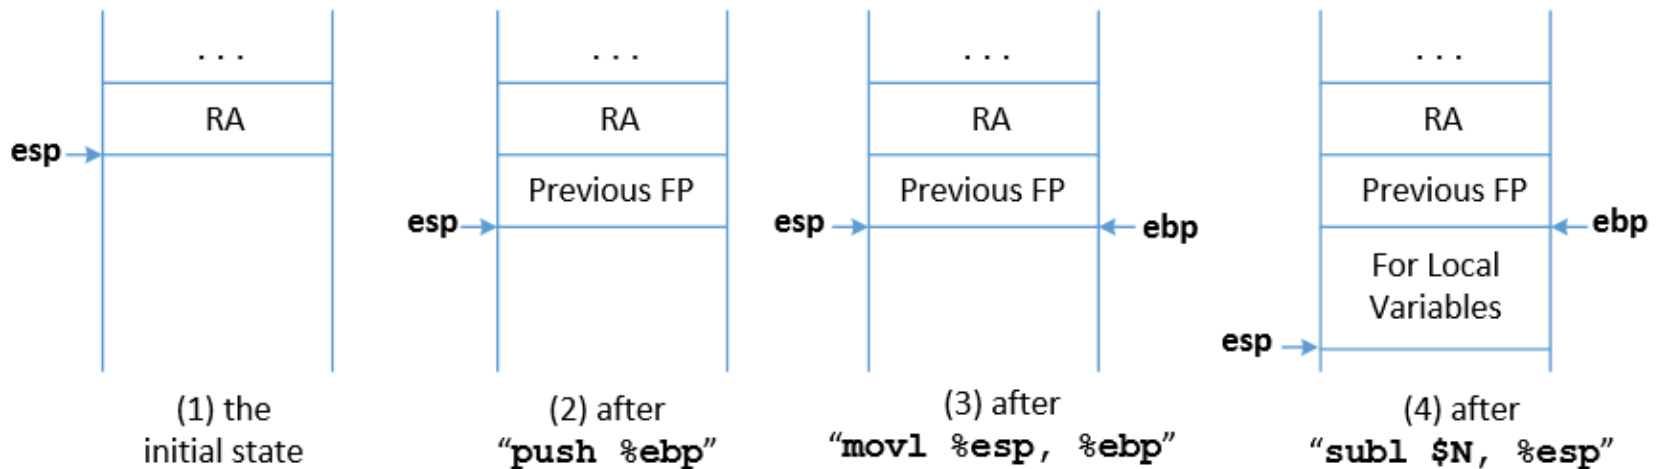 . . .
RA
esp
(1) the
initial state
. . .
RA
Previous FP
esp
(2) after
“push %ebp”
. . .
RA
Previous FP
esp
ebp
(3) after
“movl %esp, %ebp”
. . .
RA
Previous FP
ebp
For Local
Variables
esp
(4) after
“subl $N, %esp”